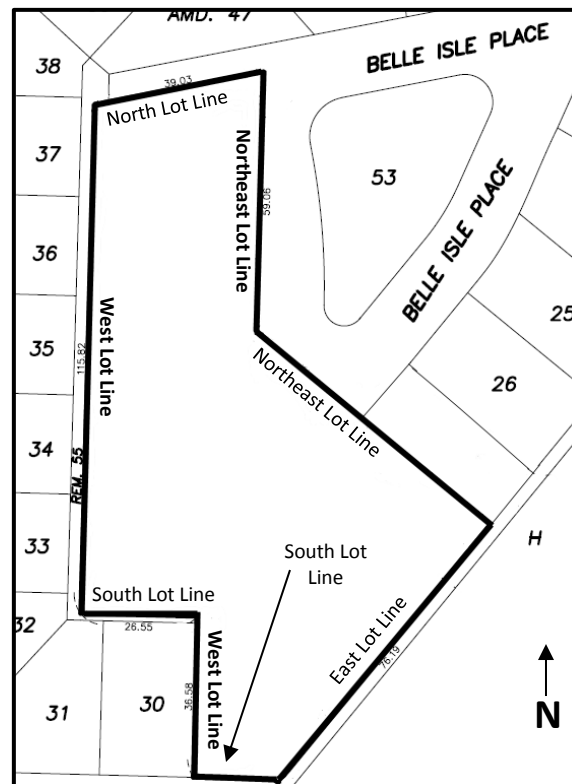 AMD. 47
BELLE ISLE PLACE
38
39.03
North Lot Line
37
Northeast Lot Line
59.06
53
BELLE ISLE PLACE
36
35
West Lot Line
115.82
Northeast Lot Line
25
26
34
REM. 55
33
H
South Lot
Line
South Lot Line
32
26.55
East Lot Line
76.19
West Lot Line
36.58
30
31
N